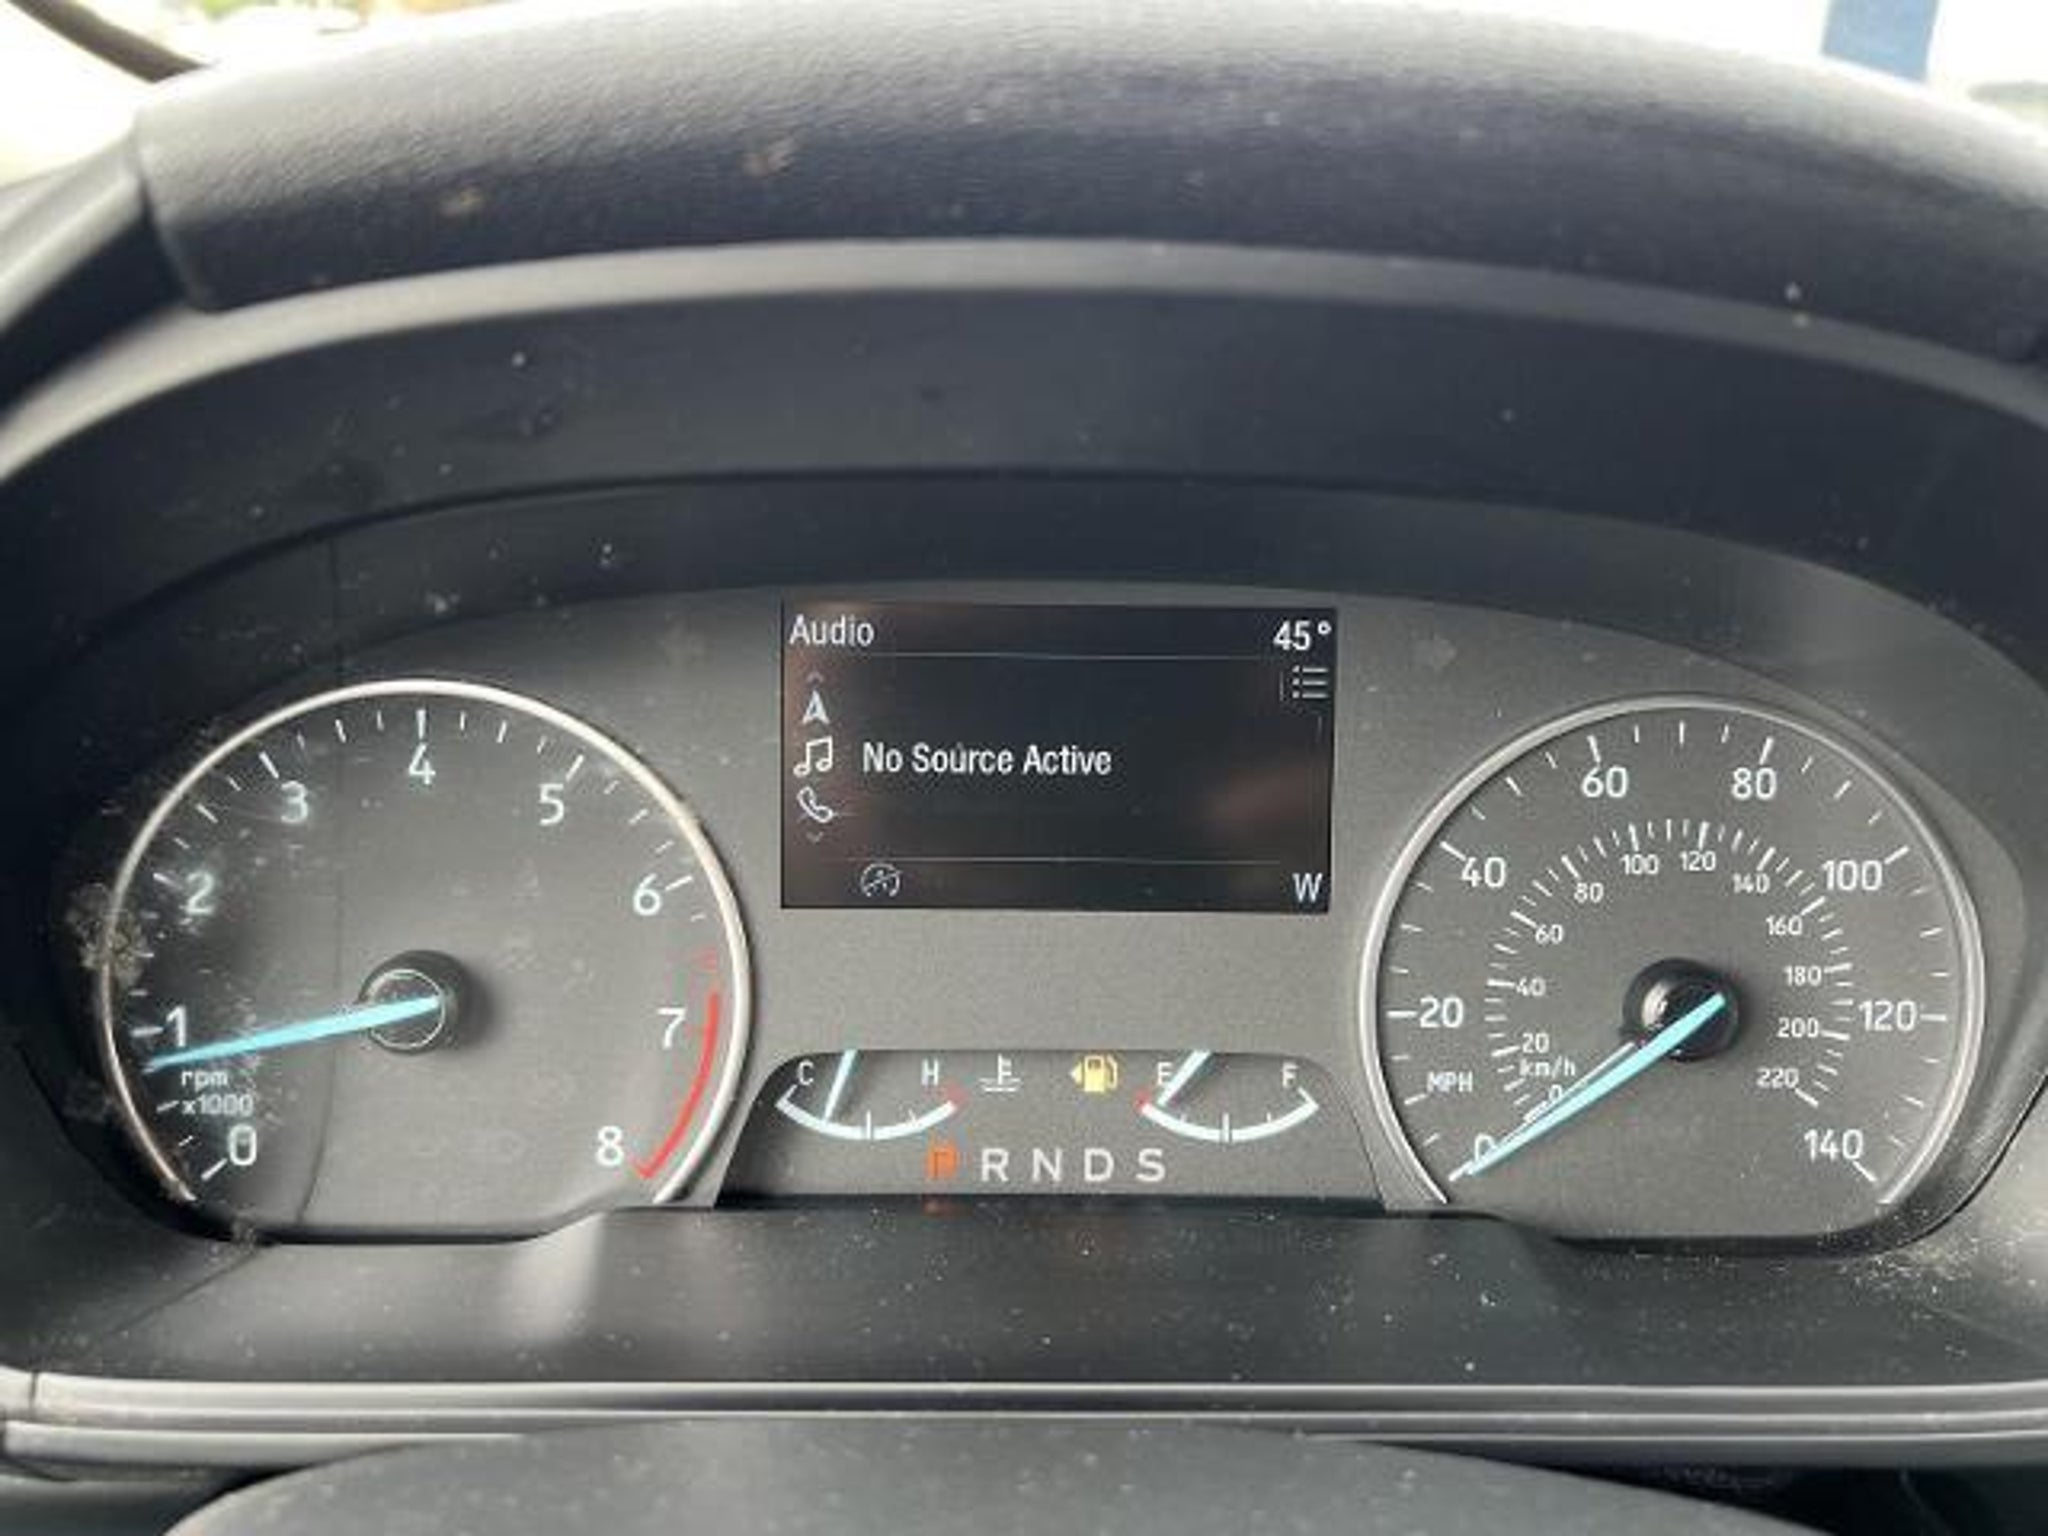 Audio 45°
No Source Active
W
0 1 2 3 4 5 6 7 8
rpm
x1000
C H
E F
P R N D S
0 20 40 60 80 100 120 140
MPH
0 20 40 60 80 100 120 140 160 180 200 220
km/h